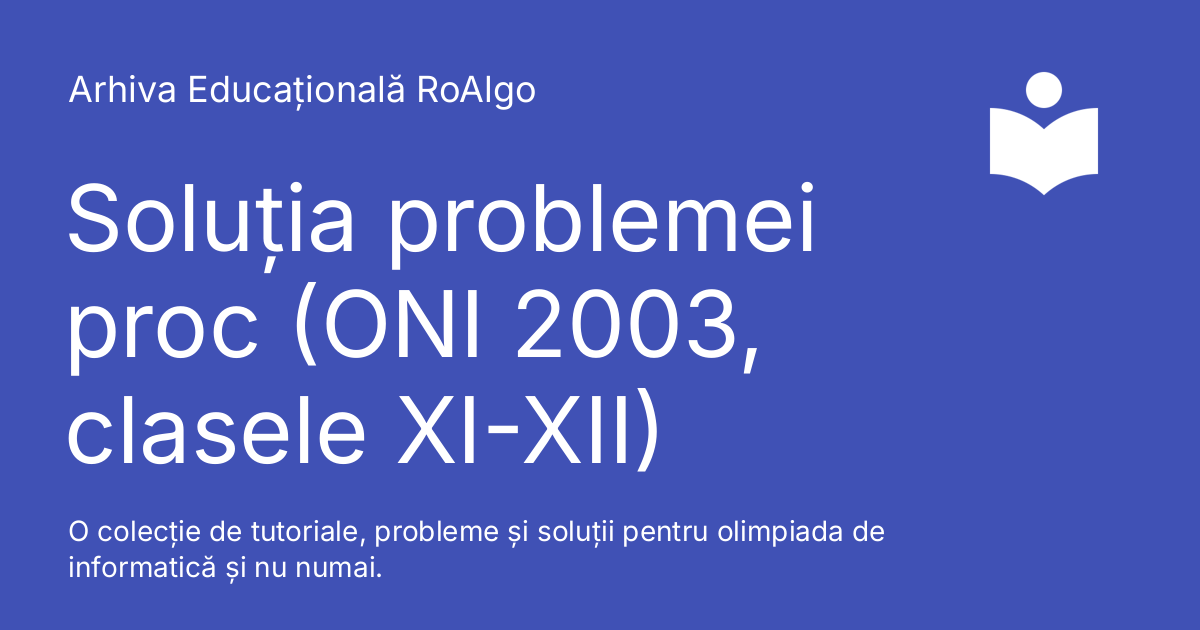 Arhiva Educațională RoAlgo
Soluția problemei
proc (ONI 2003,
clasele XI-XII)
O colecție de tutoriale, probleme și soluții pentru olimpiada de
informatică și nu numai.